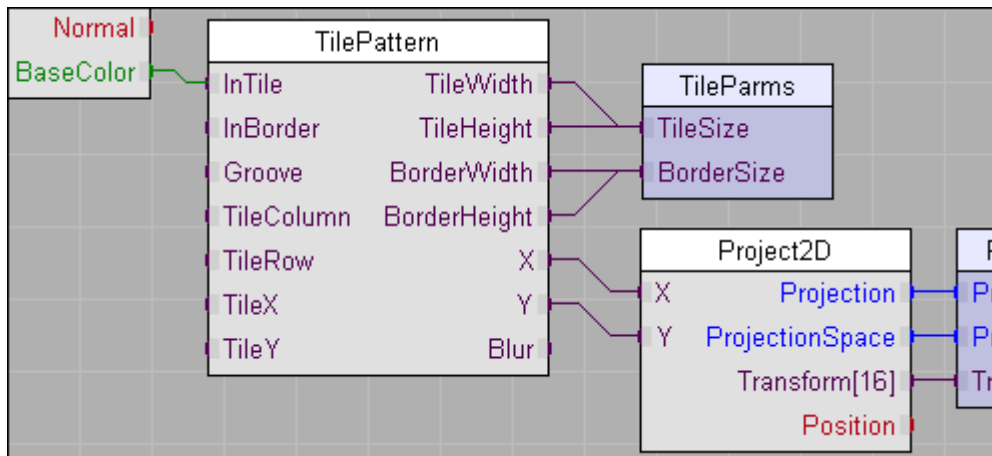 Normal
BaseColor
TilePattern
InTile TileWidth
InBorder TileHeight
Groove BorderWidth
TileColumn BorderHeight
TileRow X
TileX Y
TileY Blur
TileParms
TileSize
BorderSize
Project2D
X Projection
Y ProjectionSpace
Transform[16]
Position